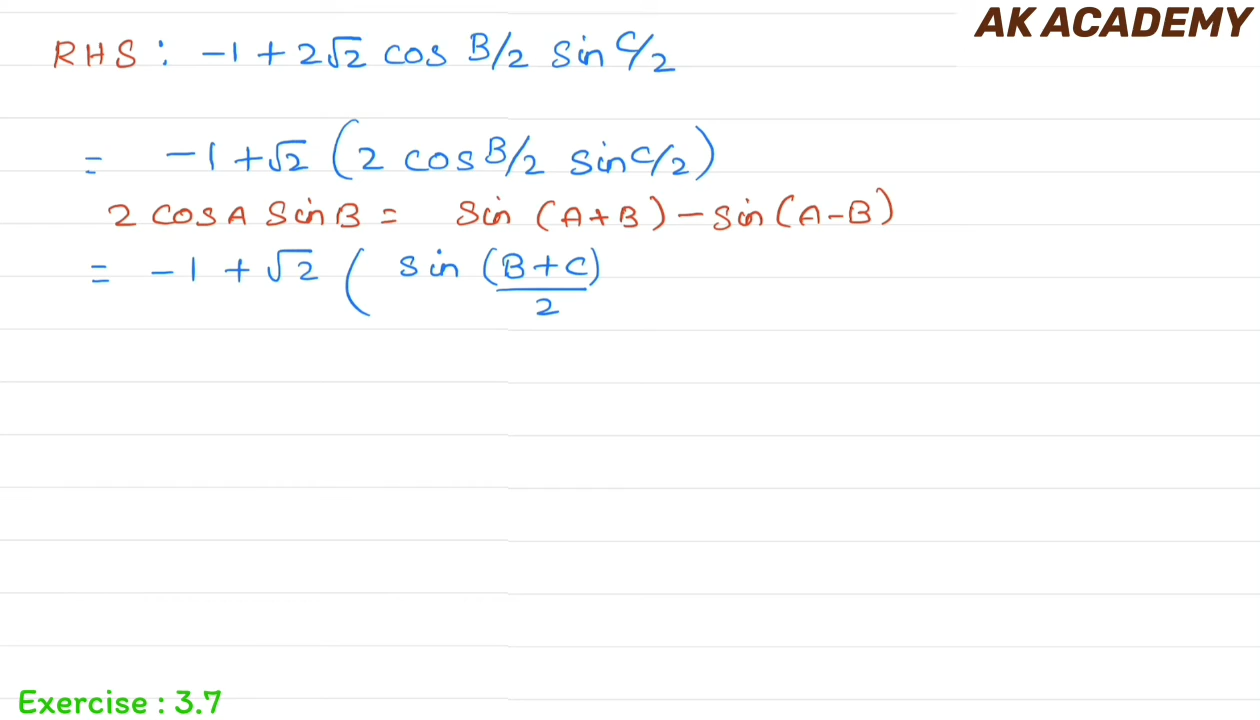 AK ACADEMY
RHS : -1 + 2√2 cos B/2 sin C/2
= -1 + √2 ( 2 cos B/2 sin C/2 )
2 cos A sin B = sin (A+B) - sin (A-B)
= -1 + √2 ( sin (B+C)/2
Exercise : 3.7